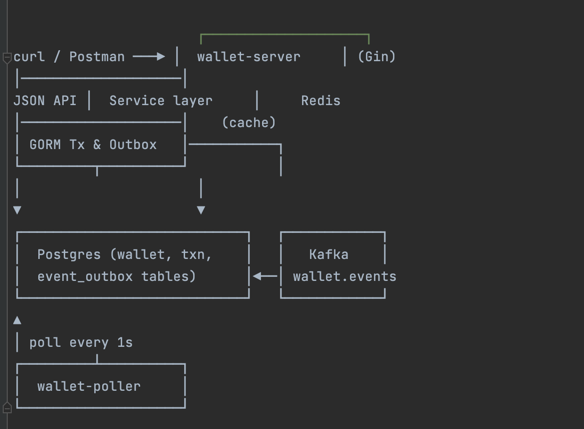 curl / Postman ───► │ wallet-server │ (Gin)
JSON API │ Service layer │ Redis
(cache)
GORM Tx & Outbox
Postgres (wallet, txn, Kafka
event_outbox tables) wallet.events
poll every 1s
wallet-poller